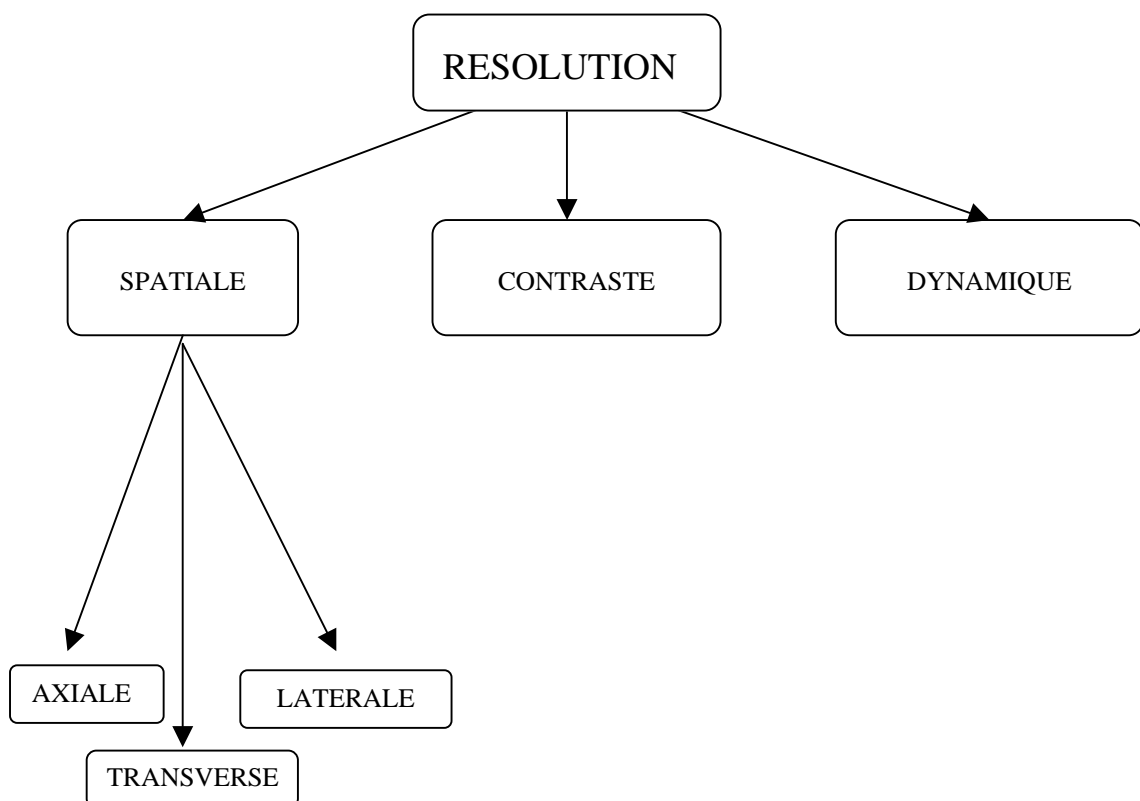 RESOLUTION
SPATIALE
CONTRASTE
DYNAMIQUE
AXIALE
LATERALE
TRANSVERSE